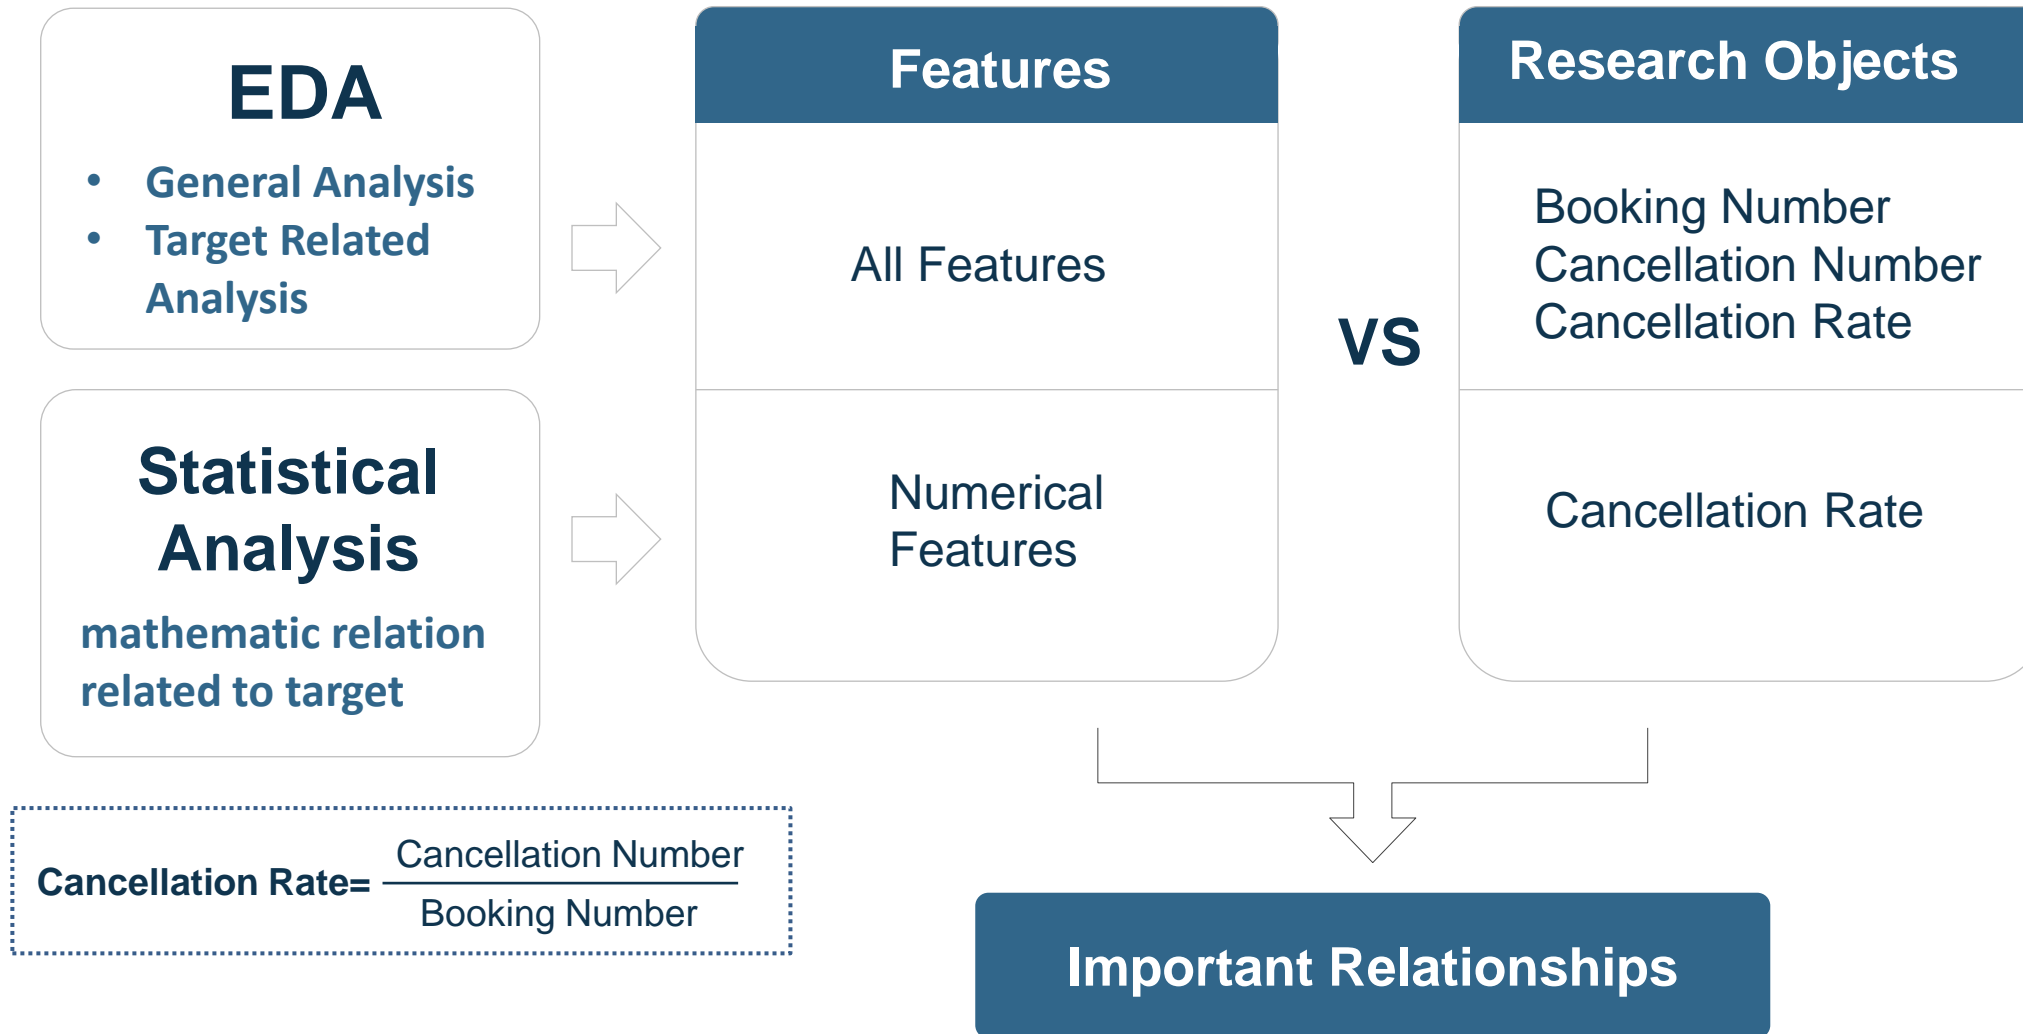 EDA
• General Analysis
• Target Related
Analysis
Statistical
Analysis
mathematic relation
related to target
Features
All Features
Numerical
Features
VS
Research Objects
Booking Number
Cancellation Number
Cancellation Rate
Cancellation Rate
Cancellation Rate=
Cancellation Number
Booking Number
Important Relationships